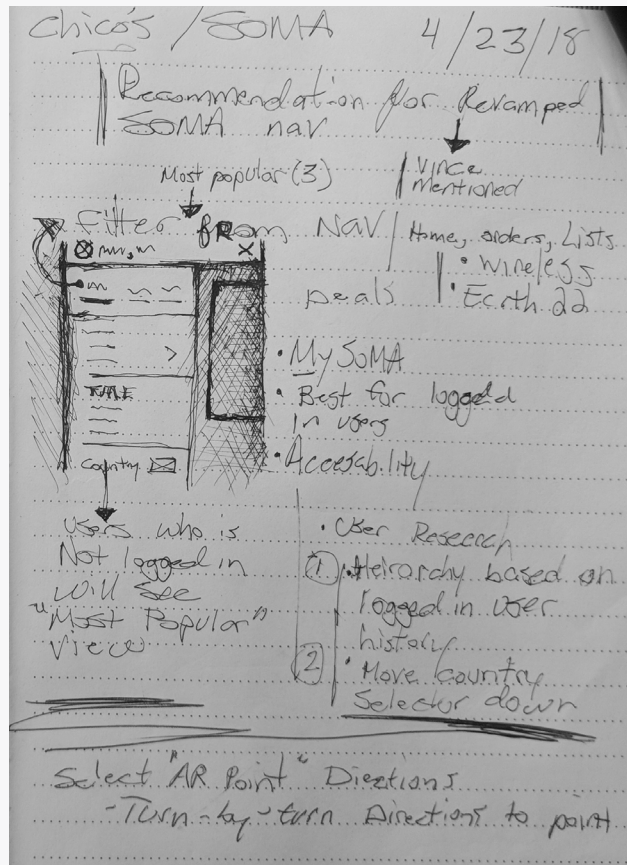 Chico's / SOMA 4/23/18
Recommendation for Revamped
SOMA nav
Most popular (3)
Vince
mentioned
Filter from Nav
Home, orders, Lists
• Wireless
Deals
• My SOMA
• Best for logged
in users
• Accesability
X
Country
Users who is
Not logged in
will see
"Most Popular"
View
• User Research
1 • Heirarchy based on
logged in user
history
2 • Move country
Selector down
Select "AR Point" Directions
- Turn-by-turn Directions to point